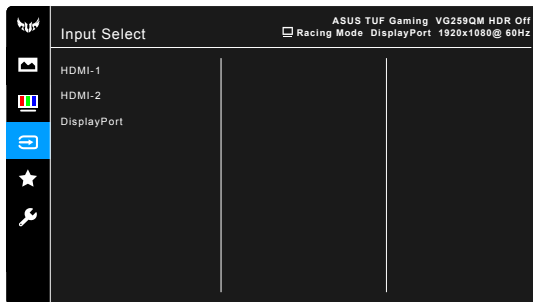 ASUS TUF Gaming VG259QM HDR Off
Input Select
Racing Mode DisplayPort 1920x1080@ 60Hz
HDMI-1
HDMI-2
DisplayPort